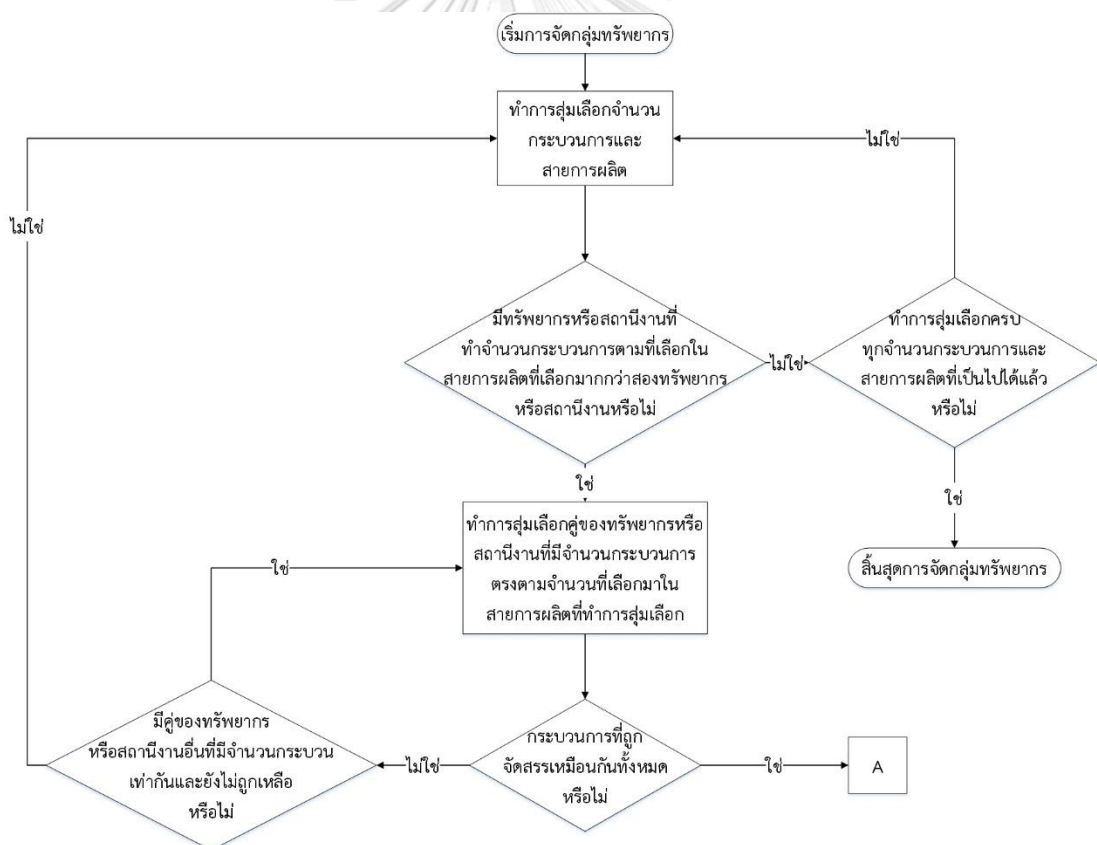 เริ่มการจัดกลุ่มทรัพยากร
ทำการสุ่มเลือกจำนวน
กระบวนการและ
สายการผลิต
ไม่ใช่
ไม่ใช่
มีทรัพยากรหรือสถานีงานที่
ทำจำนวนกระบวนการตามที่เลือกใน
สายการผลิตที่เลือกมากกว่าสองทรัพยากร
หรือสถานีงานหรือไม่
ไม่ใช่
ทำการสุ่มเลือกครบ
ทุกจำนวนกระบวนการและ
สายการผลิตที่เป็นไปได้แล้ว
หรือไม่
ใช่
ใช่
ทำการสุ่มเลือกคู่ของทรัพยากรหรือ
สถานีงานที่มีจำนวนกระบวนการ
ตรงตามจำนวนที่เลือกมาใน
สายการผลิตที่ทำการสุ่มเลือก
สิ้นสุดการจัดกลุ่มทรัพยากร
ใช่
มีคู่ของทรัพยากร
หรือสถานีงานอื่นที่มีจำนวนกระบวน
เท่ากันและยังไม่ถูกเหลือ
หรือไม่
ไม่ใช่
กระบวนการที่ถูก
จัดสรรเหมือนกันทั้งหมด
หรือไม่
ใช่
A